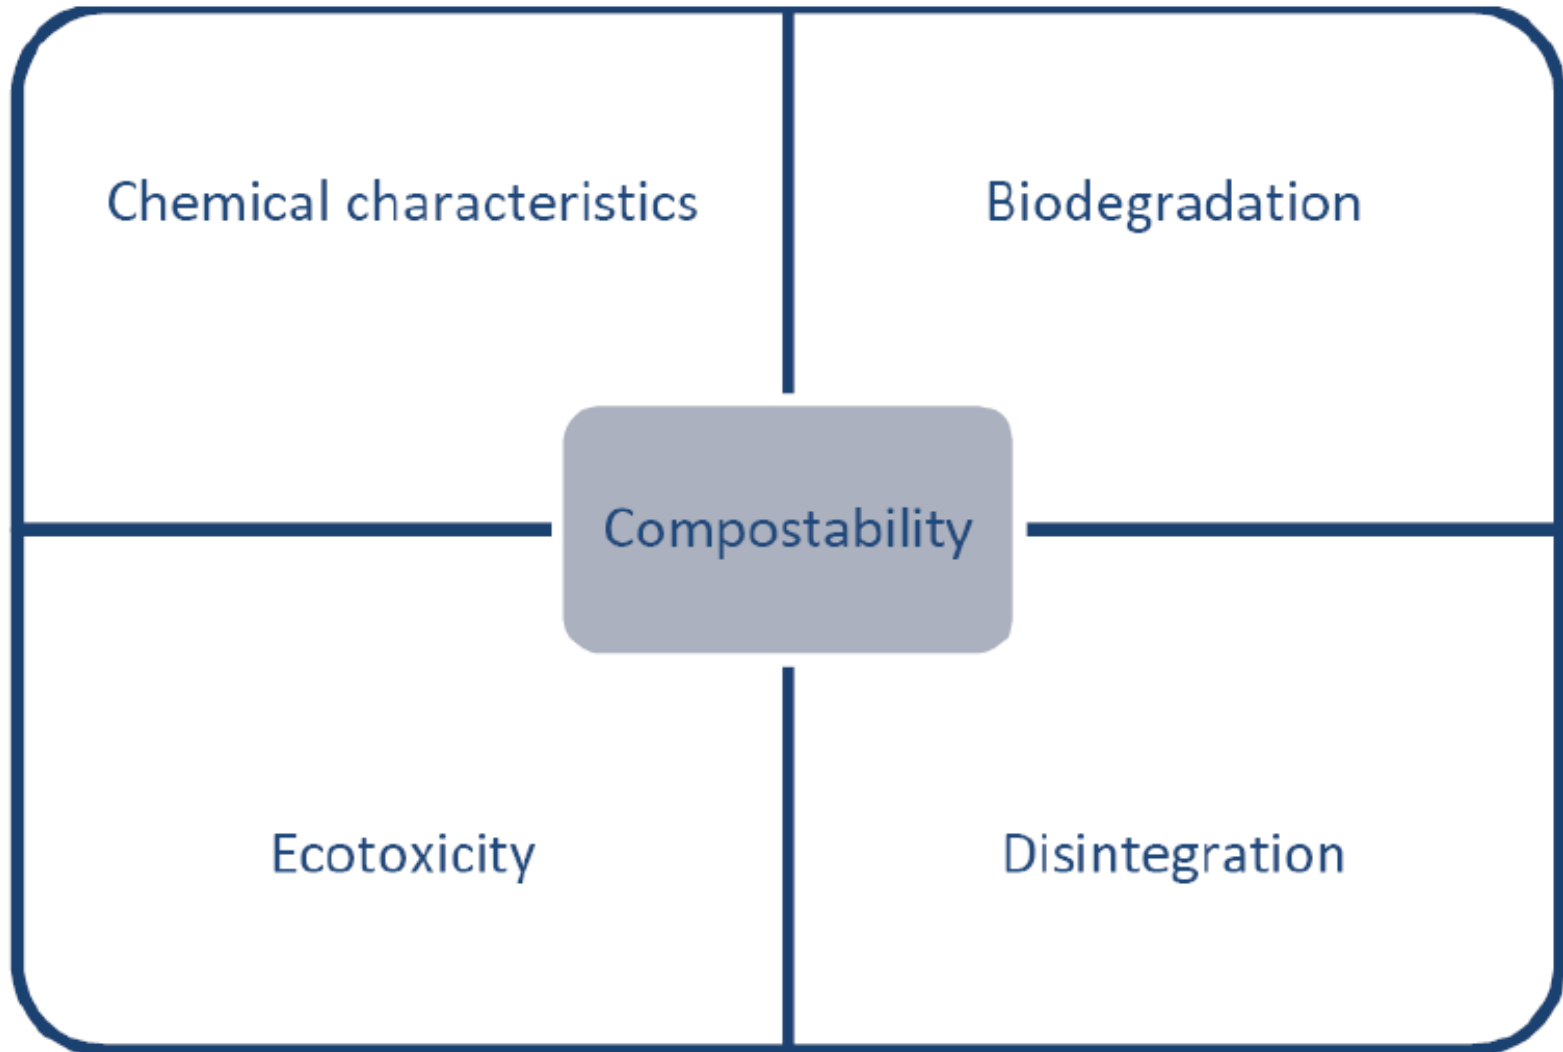 Chemical characteristics
Biodegradation
Compostability
Ecotoxicity
Disintegration